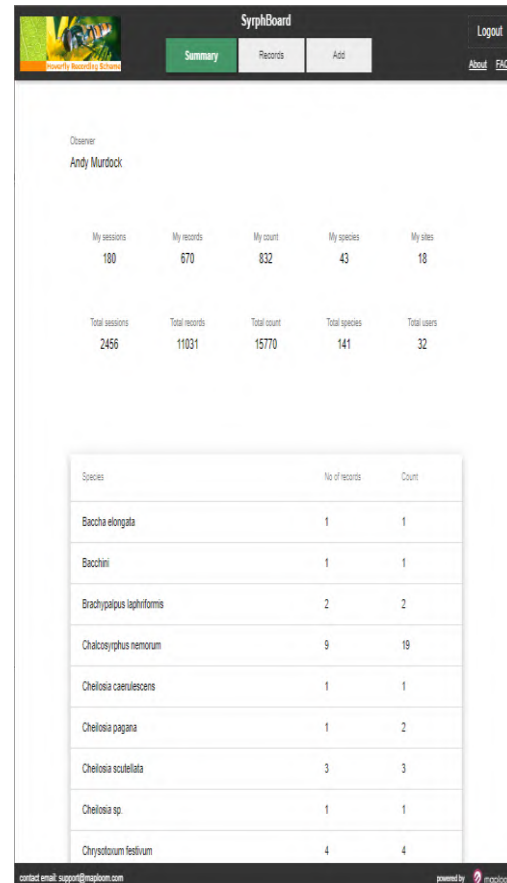 SyrphBoard
Hoverfly Recording Scheme
Summary Records Add
Logout
About FAQ
Observer
Andy Murdock
My sessions My records My count My species My sites
180 670 832 43 18
Total sessions Total records Total count Total species Total users
2456 11031 15770 141 32
Species No of records Count
Baccha elongata 1 1
Bacchini 1 1
Brachypalpus laphriformis 2 2
Chalcosyrphus nemorum 9 19
Cheilosia caerulescens 1 1
Cheilosia pagana 1 2
Cheilosia scutellata 3 3
Cheilosia sp. 1 1
Chrysotoxum festivum 4 4
contact email: support@maploom.com powered by maploom